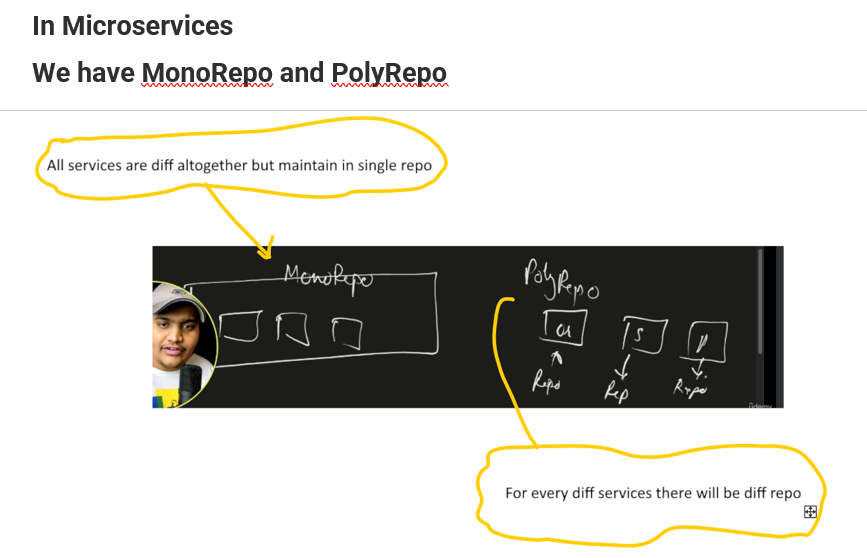 In Microservices
We have MonoRepo and PolyRepo
All services are diff altogether but maintain in single repo
MonoRepo
PolyRepo
S
P
Repo
Rep
Repo
For every diff services there will be diff repo